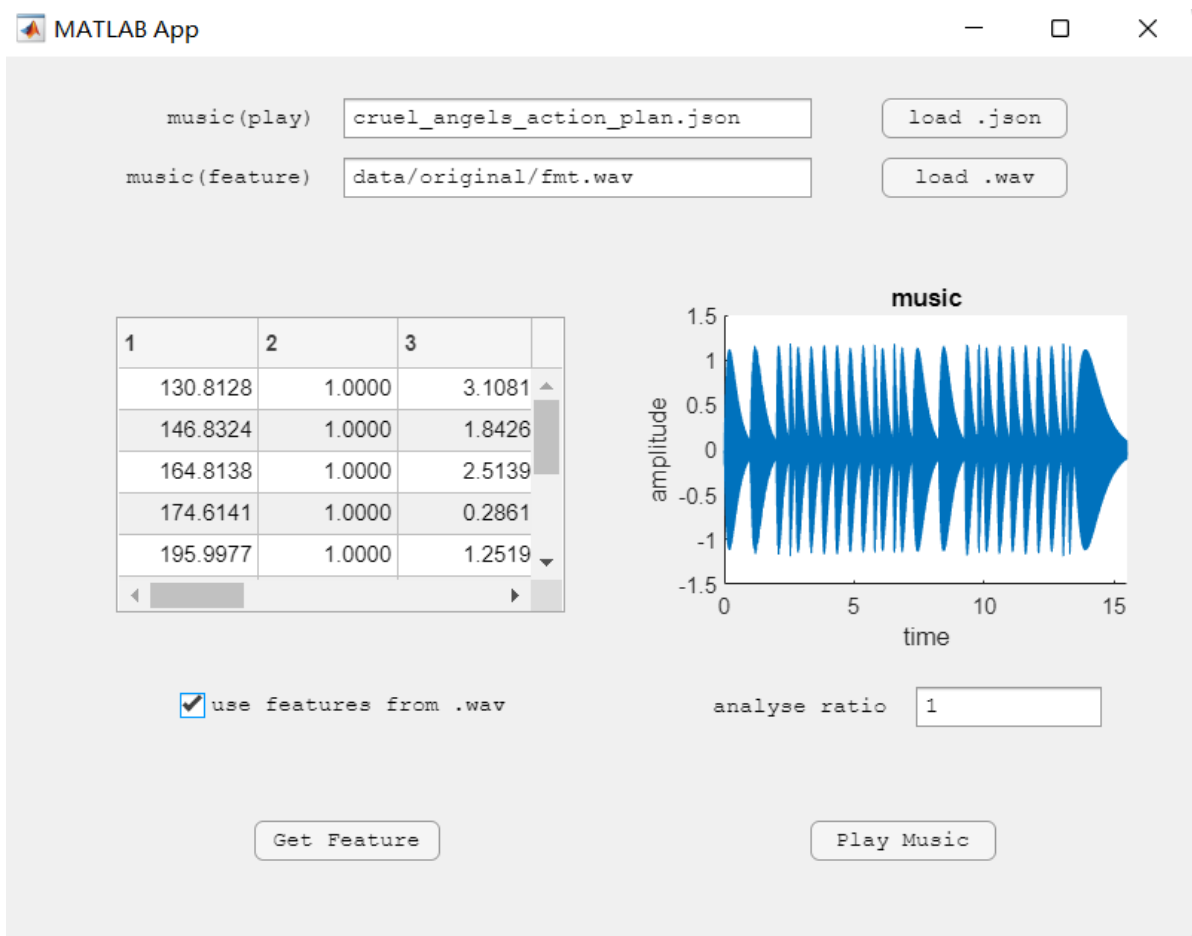 MATLAB App
music(play) cruel_angels_action_plan.json load .json
music(feature) data/original/fmt.wav load .wav
1 2 3
130.8128 1.0000 3.1081
146.8324 1.0000 1.8426
164.8138 1.0000 2.5139
174.6141 1.0000 0.2861
195.9977 1.0000 1.2519
music
1.5
1
0.5
0
-0.5
-1
-1.5
amplitude
0 5 10 15
time
use features from .wav
analyse ratio 1
Get Feature
Play Music